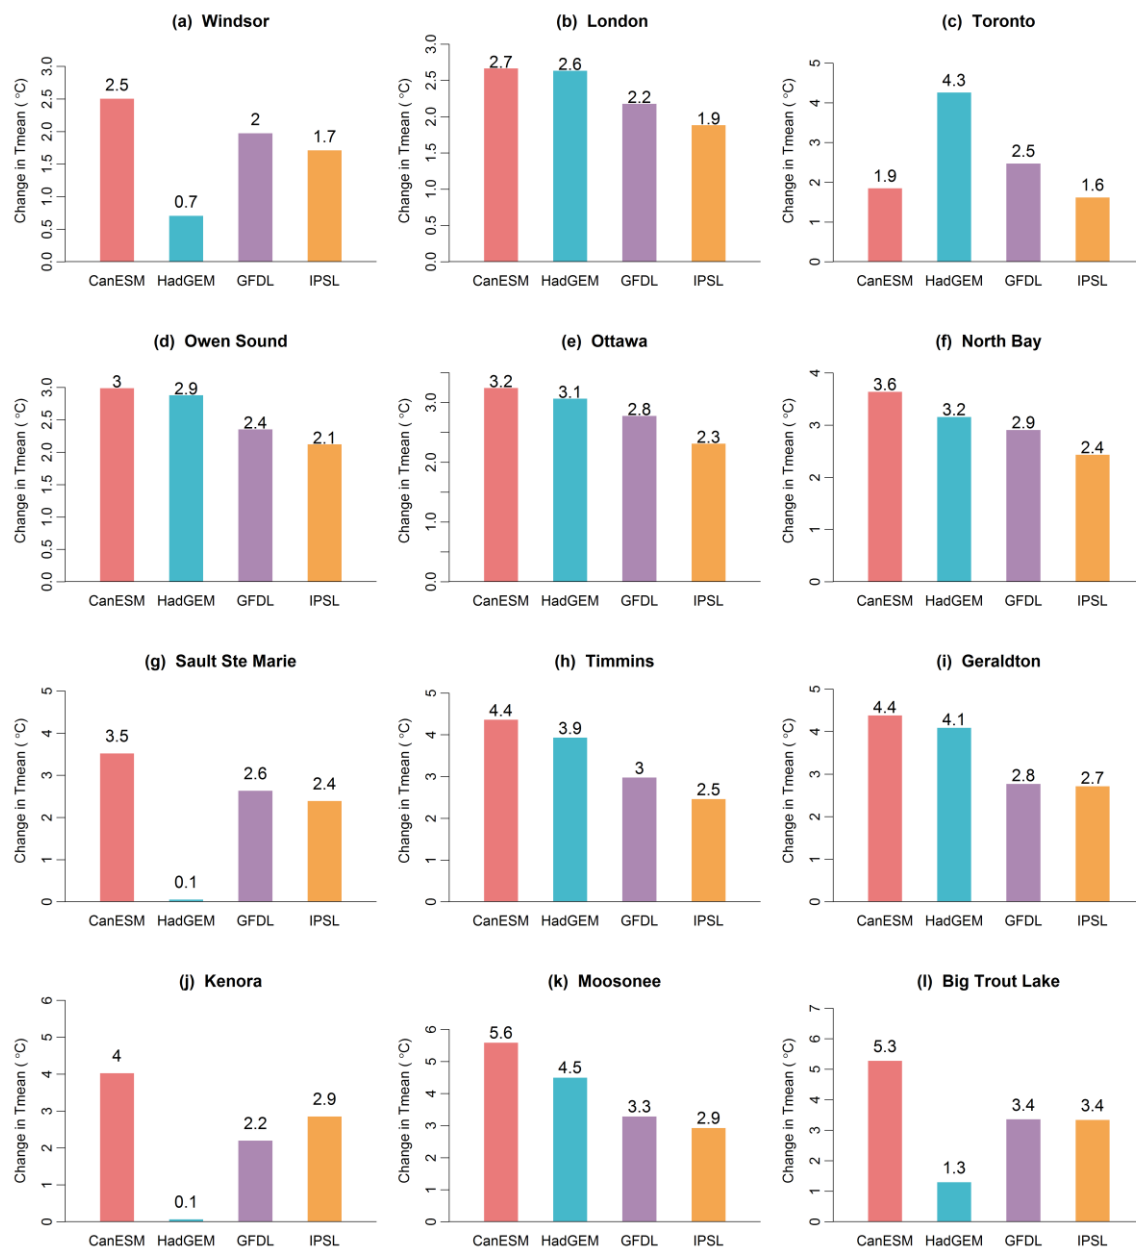 (a) Windsor
Change in Tmean ( °C)
0.0 0.5 1.0 1.5 2.0 2.5 3.0
2.5
0.7
2
1.7
CanESM HadGEM GFDL IPSL
(b) London
Change in Tmean ( °C)
0.0 0.5 1.0 1.5 2.0 2.5 3.0
2.7
2.6
2.2
1.9
CanESM HadGEM GFDL IPSL
(c) Toronto
Change in Tmean ( °C)
0 1 2 3 4 5
1.9
4.3
2.5
1.6
CanESM HadGEM GFDL IPSL
(d) Owen Sound
Change in Tmean ( °C)
0.0 0.5 1.0 1.5 2.0 2.5 3.0
3
2.9
2.4
2.1
CanESM HadGEM GFDL IPSL
(e) Ottawa
Change in Tmean ( °C)
0.0 1.0 2.0 3.0
3.2
3.1
2.8
2.3
CanESM HadGEM GFDL IPSL
(f) North Bay
Change in Tmean ( °C)
0 1 2 3 4
3.6
3.2
2.9
2.4
CanESM HadGEM GFDL IPSL
(g) Sault Ste Marie
Change in Tmean ( °C)
0 1 2 3 4 5
3.5
0.1
2.6
2.4
CanESM HadGEM GFDL IPSL
(h) Timmins
Change in Tmean ( °C)
0 1 2 3 4 5
4.4
3.9
3
2.5
CanESM HadGEM GFDL IPSL
(i) Geraldton
Change in Tmean ( °C)
0 1 2 3 4 5
4.4
4.1
2.8
2.7
CanESM HadGEM GFDL IPSL
(j) Kenora
Change in Tmean ( °C)
0 1 2 3 4 5 6
4
0.1
2.2
2.9
CanESM HadGEM GFDL IPSL
(k) Moosonee
Change in Tmean ( °C)
0 1 2 3 4 5 6
5.6
4.5
3.3
2.9
CanESM HadGEM GFDL IPSL
(l) Big Trout Lake
Change in Tmean ( °C)
0 1 2 3 4 5 6 7
5.3
1.3
3.4
3.4
CanESM HadGEM GFDL IPSL